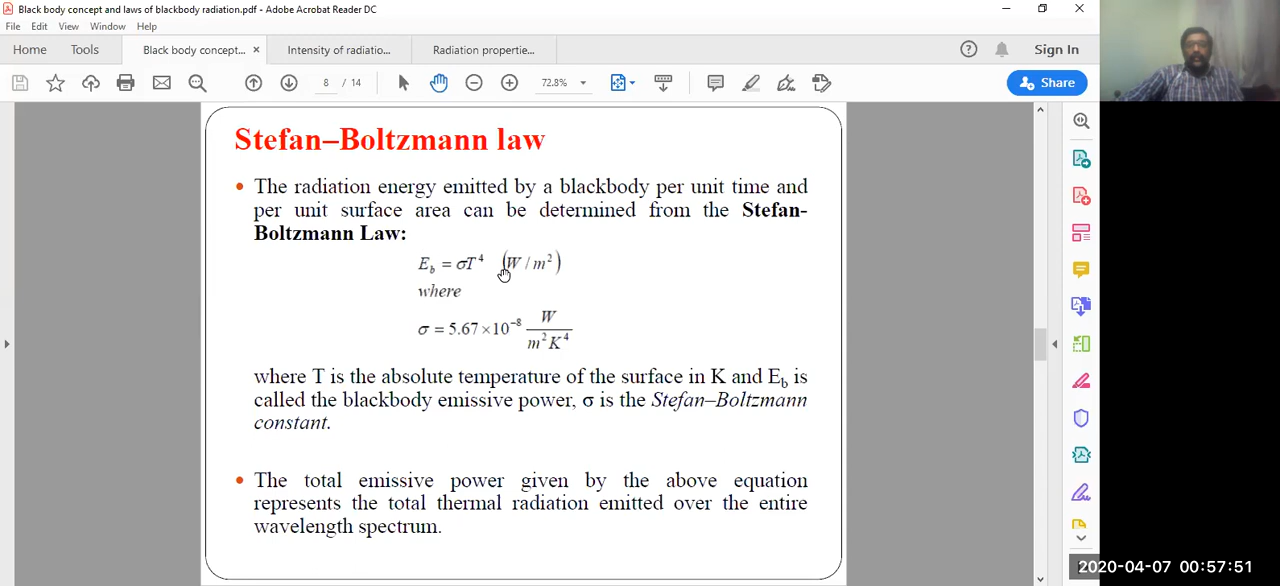 Black body concept and laws of blackbody radiation.pdf - Adobe Acrobat Reader DC
File Edit View Window Help
Home Tools Black body concept... × Intensity of radiatio... Radiation propertie... Sign In
8 / 14 72.8% Share
Stefan–Boltzmann law
• The radiation energy emitted by a blackbody per unit time and
per unit surface area can be determined from the Stefan-
Boltzmann Law:
E_b = σT⁴ (W / m²)
where
σ = 5.67 × 10⁻⁸ W / m² K⁴
where T is the absolute temperature of the surface in K and E_b is
called the blackbody emissive power, σ is the Stefan–Boltzmann
constant.
• The total emissive power given by the above equation
represents the total thermal radiation emitted over the entire
wavelength spectrum.
2020-04-07 00:57:51